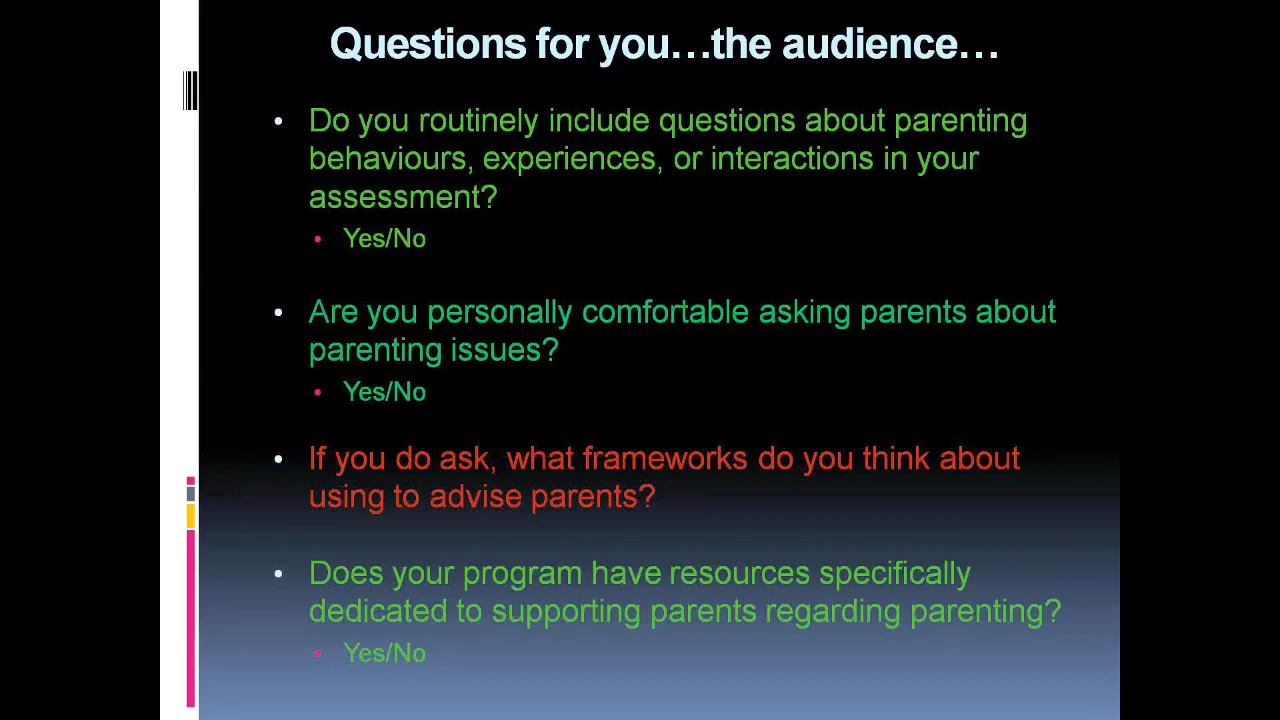 Questions for you…the audience…
• Do you routinely include questions about parenting
behaviours, experiences, or interactions in your
assessment?
• Yes/No
• Are you personally comfortable asking parents about
parenting issues?
• Yes/No
• If you do ask, what frameworks do you think about
using to advise parents?
• Does your program have resources specifically
dedicated to supporting parents regarding parenting?
• Yes/No